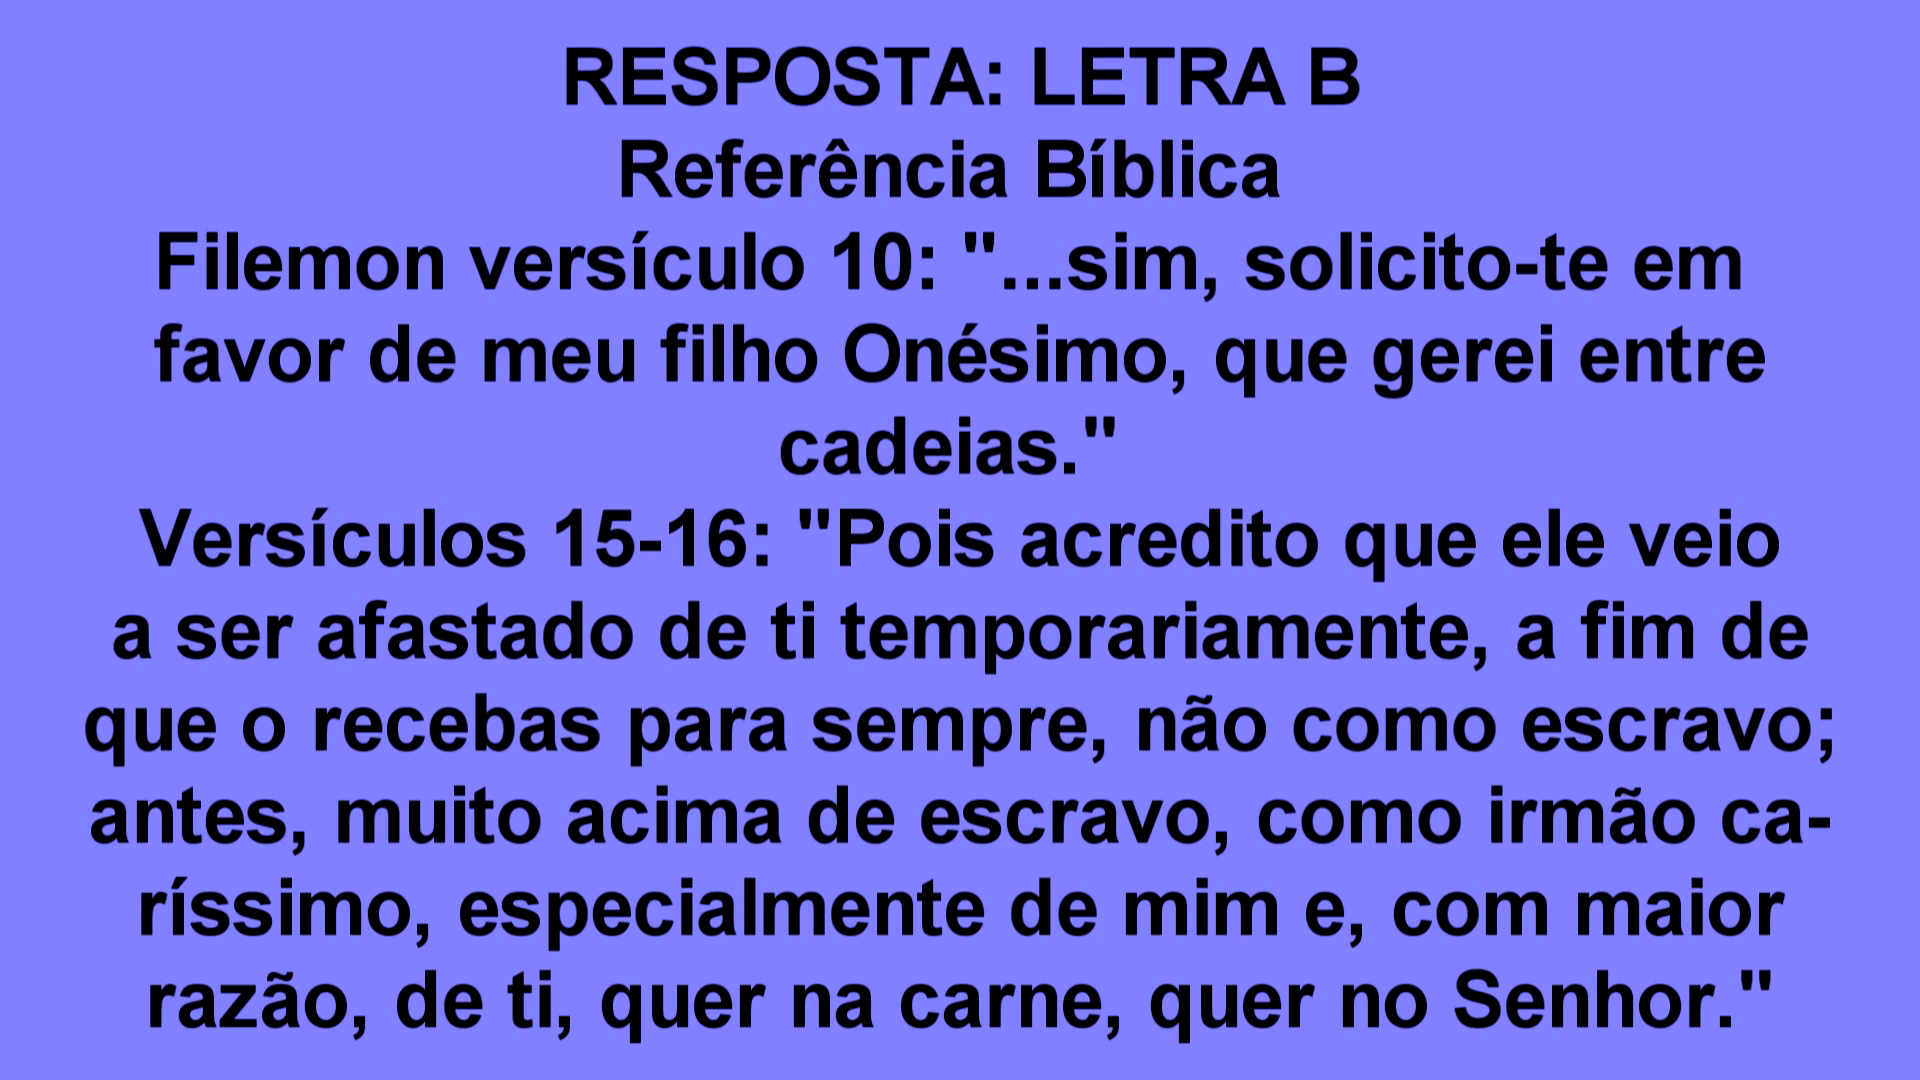 RESPOSTA: LETRA B
Referência Bíblica
Filemon versículo 10: "...sim, solicito-te em
favor de meu filho Onésimo, que gerei entre
cadeias."
Versículos 15-16: "Pois acredito que ele veio
a ser afastado de ti temporariamente, a fim de
que o recebas para sempre, não como escravo;
antes, muito acima de escravo, como irmão ca-
ríssimo, especialmente de mim e, com maior
razão, de ti, quer na carne, quer no Senhor."